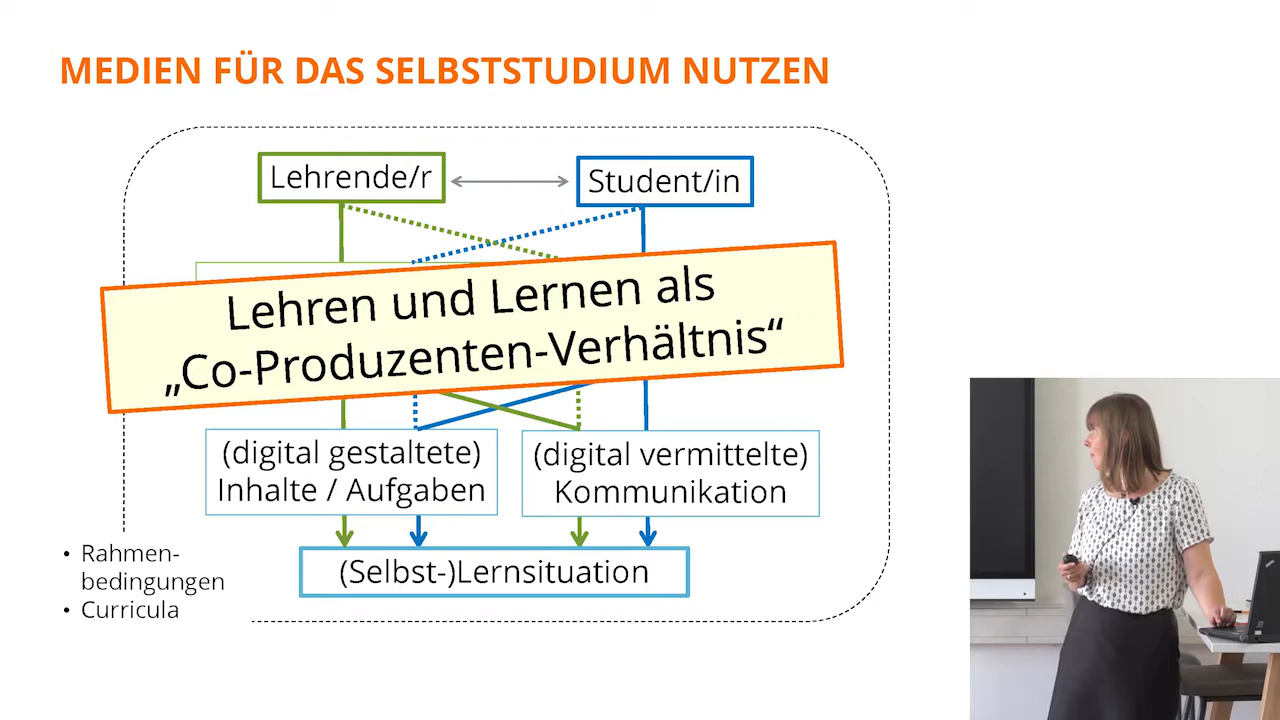 MEDIEN FÜR DAS SELBSTSTUDIUM NUTZEN
Lehrende/r
Student/in
Lehren und Lernen als
„Co-Produzenten-Verhältnis“
(digital gestaltete)
Inhalte / Aufgaben
(digital vermittelte)
Kommunikation
(Selbst-)Lernsituation
• Rahmen-
bedingungen
• Curricula